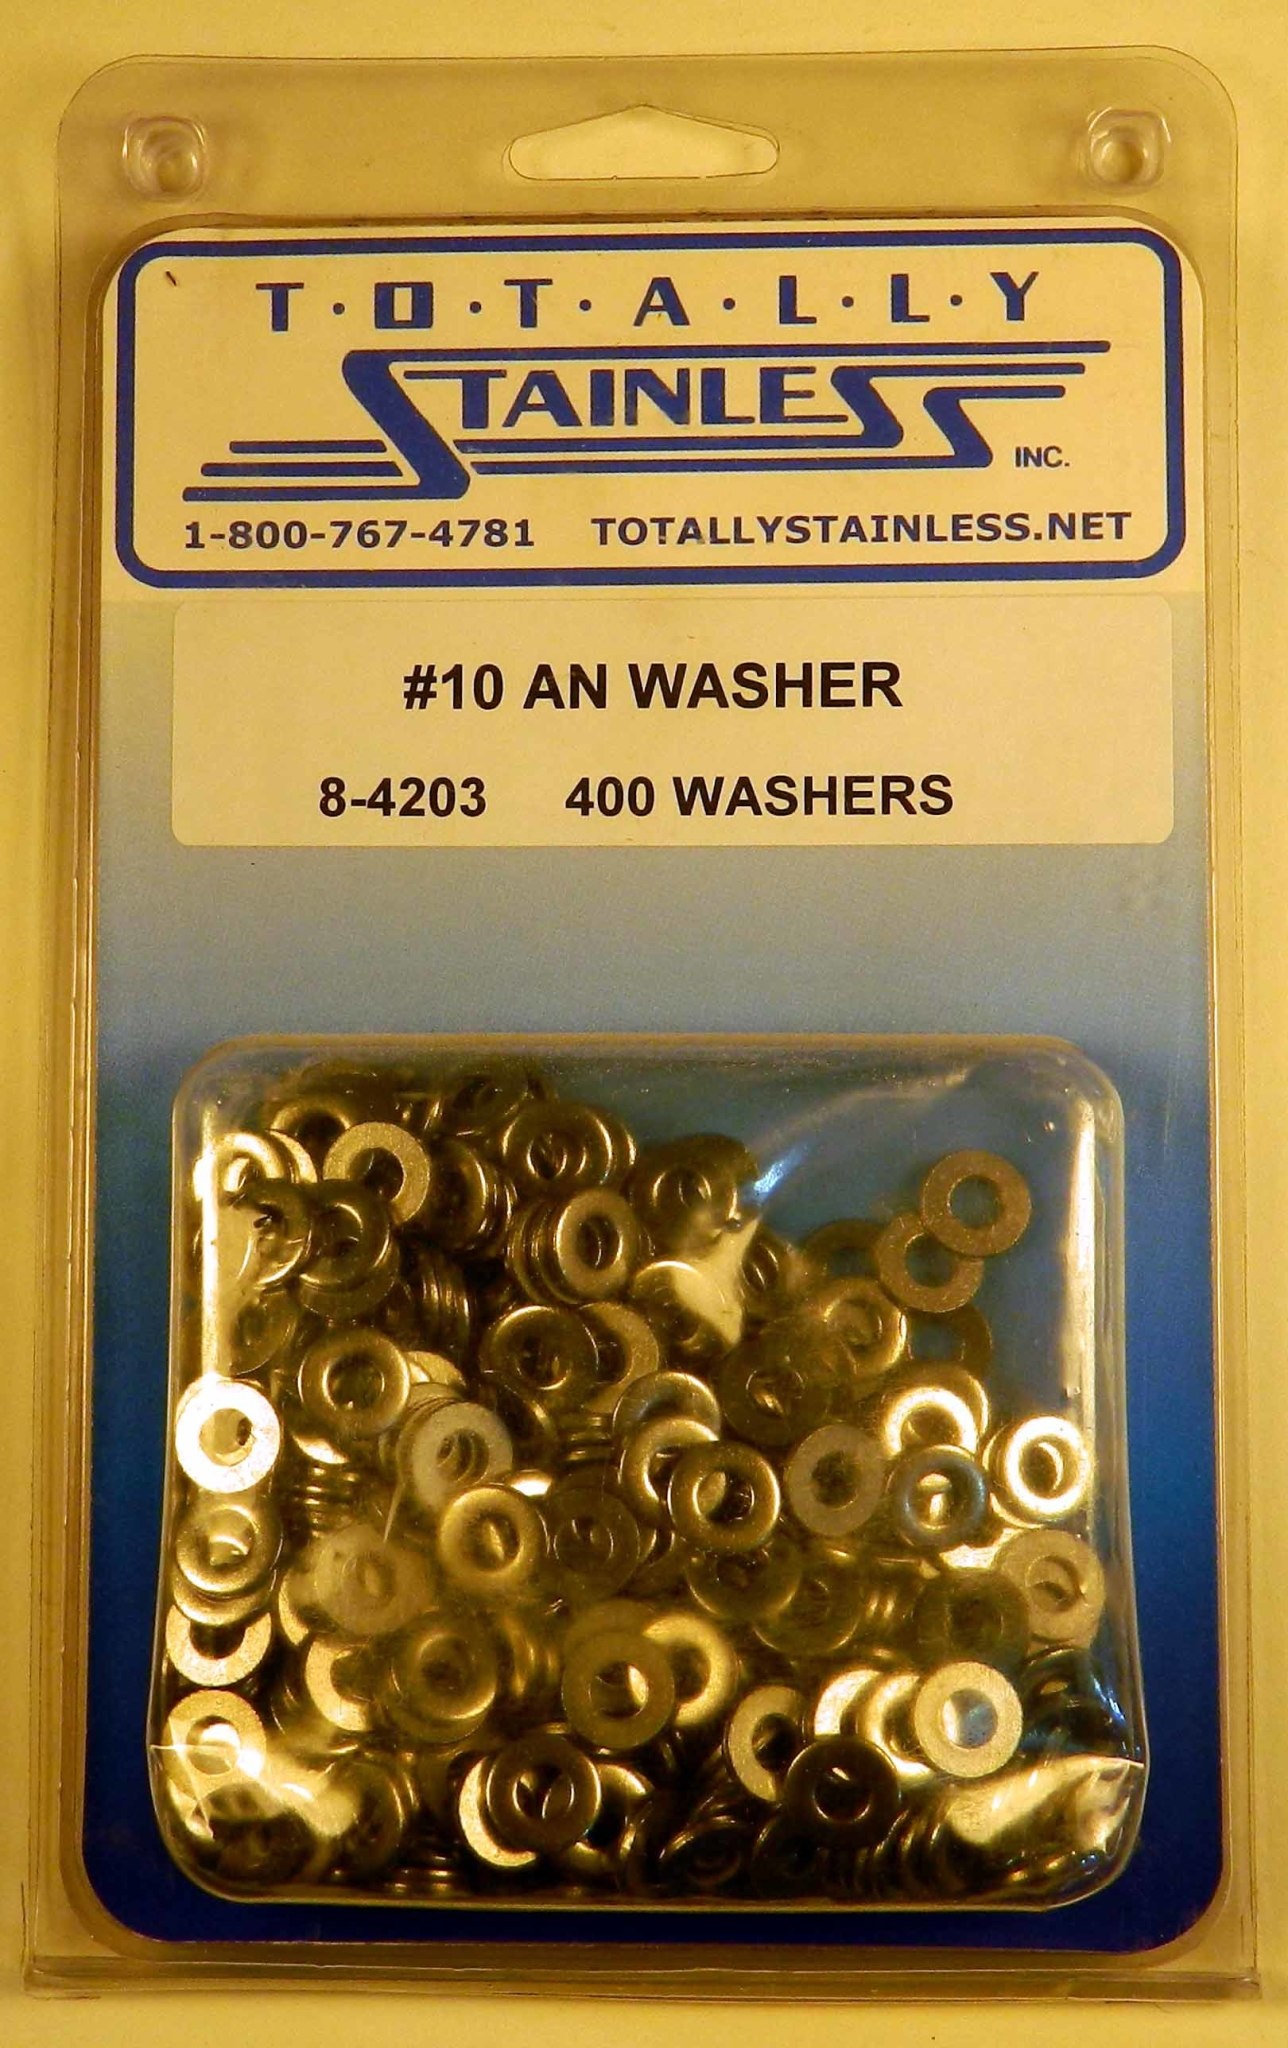 T·O·T·A·L·L·Y
STAINLESS
INC.
1-800-767-4781 TOTALLYSTAINLESS.NET
#10 AN WASHER
8-4203 400 WASHERS